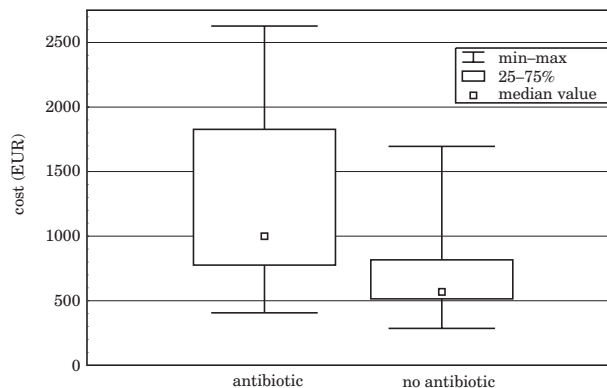 2500
2000
1500
1000
500
0
cost (EUR)
min–max
25–75%
median value
antibiotic
no antibiotic